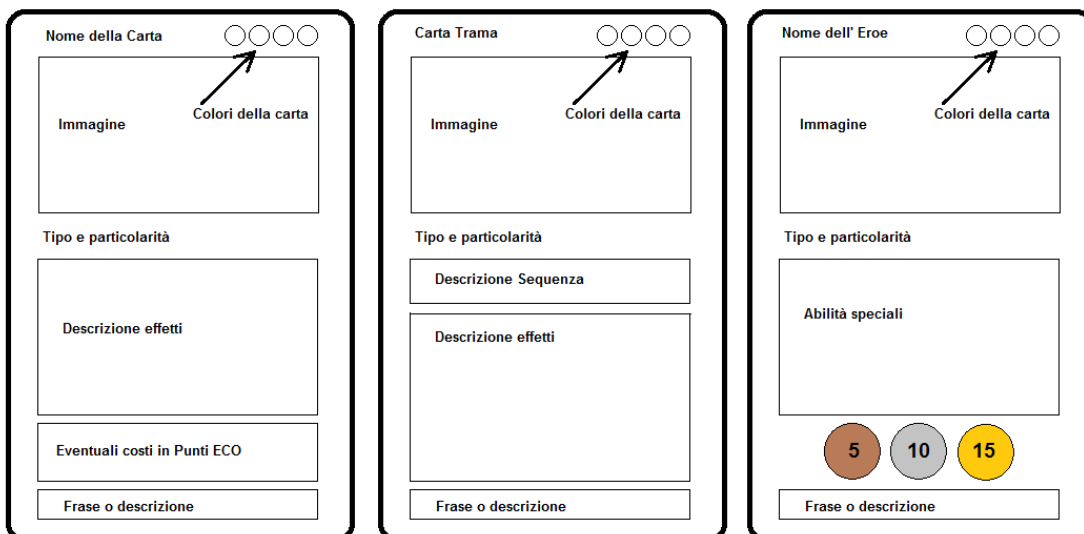 Nome della Carta
Colori della carta
Immagine
Tipo e particolarità
Descrizione effetti
Eventuali costi in Punti ECO
Frase o descrizione
Carta Trama
Colori della carta
Immagine
Tipo e particolarità
Descrizione Sequenza
Descrizione effetti
Frase o descrizione
Nome dell' Eroe
Colori della carta
Immagine
Tipo e particolarità
Abilità speciali
5 10 15
Frase o descrizione